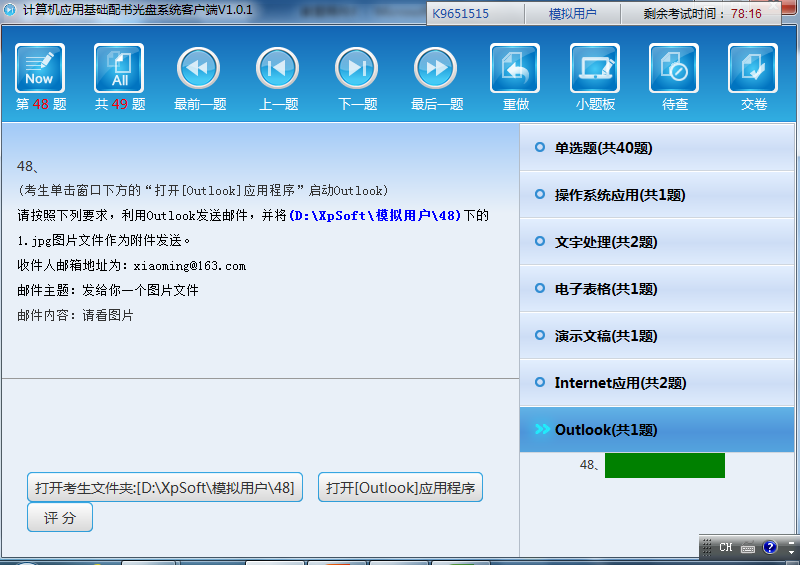 计算机应用基础配书光盘系统客户端V1.0.1
K9651515
模拟用户
剩余考试时间：78:16
Now
All
第 48 题
共 49 题
最前一题
上一题
下一题
最后一题
重做
小题板
待查
交卷
48、
(考生单击窗口下方的“打开[Outlook]应用程序”启动Outlook)
请按照下列要求，利用Outlook发送邮件，并将(D:\XpSoft\模拟用户\48)下的
1.jpg图片文件作为附件发送。
收件人邮箱地址为：xiaoming@163.com
邮件主题：发给你一个图片文件
邮件内容：请看图片
打开考生文件夹:[D:\XpSoft\模拟用户\48]
打开[Outlook]应用程序
评 分
单选题(共40题)
操作系统应用(共1题)
文字处理(共2题)
电子表格(共1题)
演示文稿(共1题)
Internet应用(共2题)
Outlook(共1题)
48、
CH